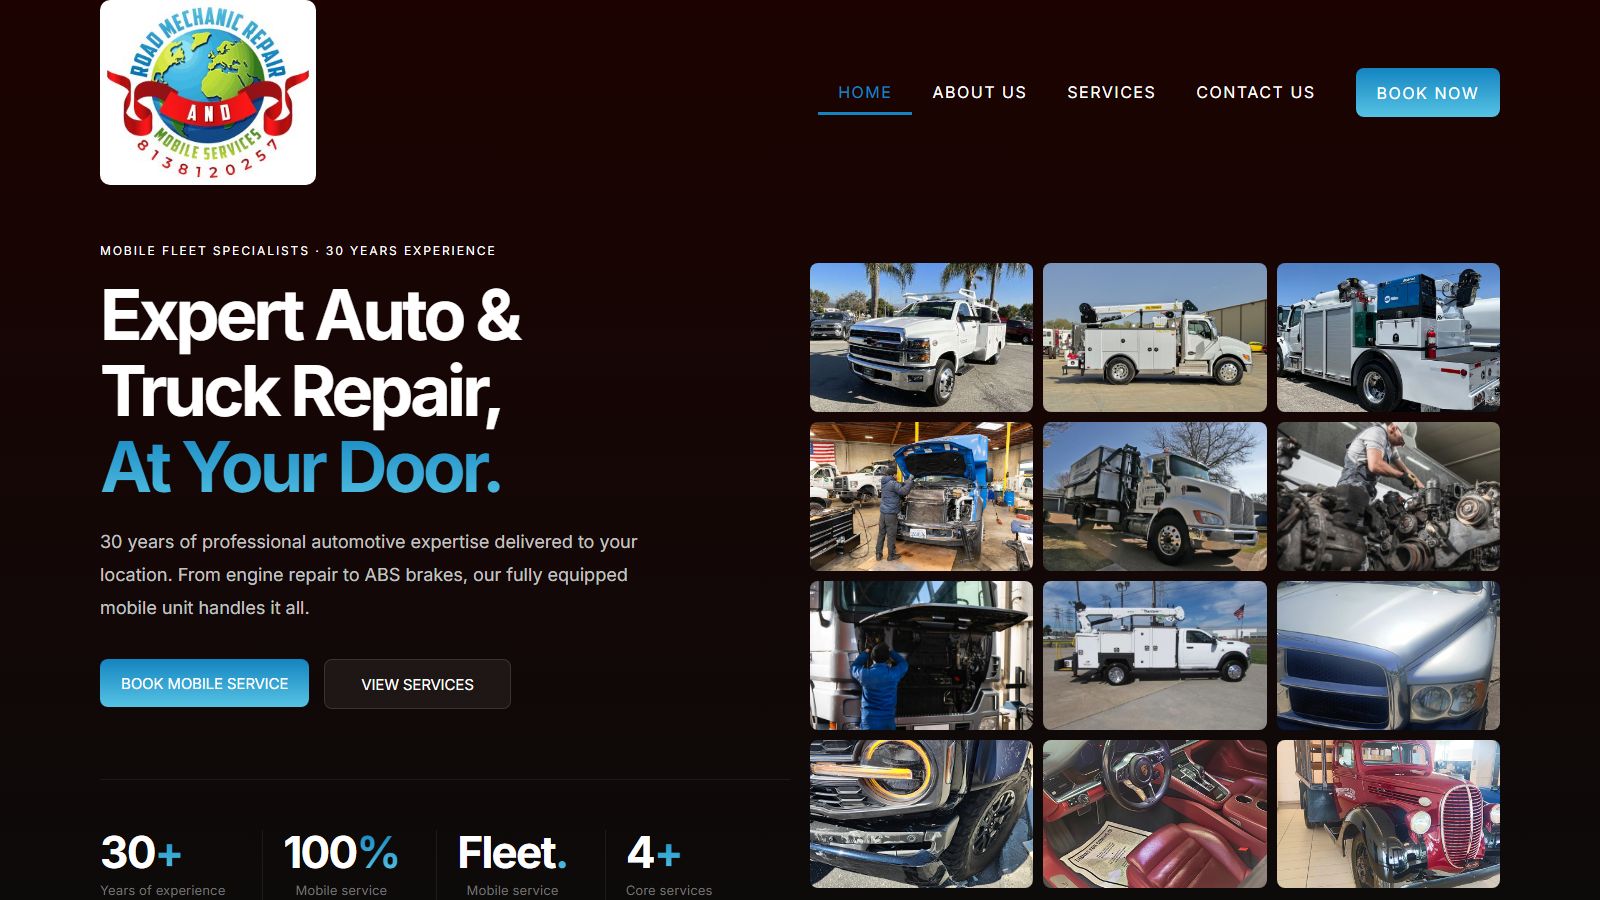 ROAD MECHANIC REPAIR
AND
MOBILE SERVICES
8138120257
HOME
ABOUT US
SERVICES
CONTACT US
BOOK NOW
MOBILE FLEET SPECIALISTS · 30 YEARS EXPERIENCE
Expert Auto &
Truck Repair,
At Your Door.
30 years of professional automotive expertise delivered to your
location. From engine repair to ABS brakes, our fully equipped
mobile unit handles it all.
BOOK MOBILE SERVICE
VIEW SERVICES
30+
Years of experience
100%
Mobile service
Fleet.
Mobile service
4+
Core services